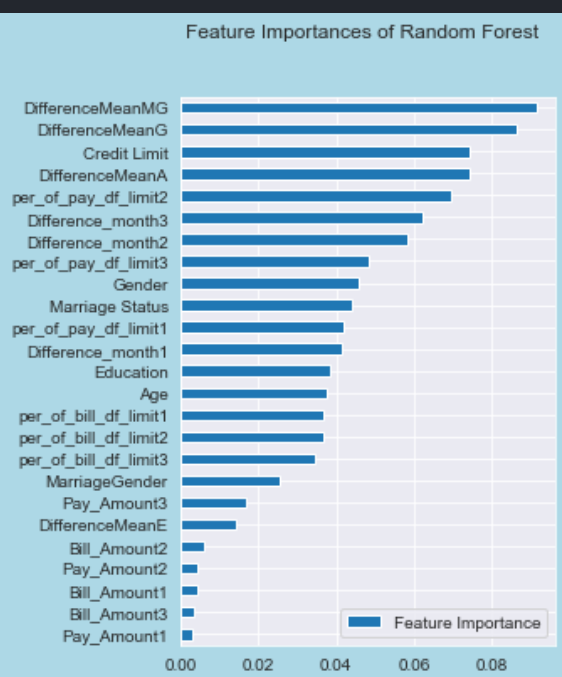 Feature Importances of Random Forest
DifferenceMeanMG
DifferenceMeanG
Credit Limit
DifferenceMeanA
per_of_pay_df_limit2
Difference_month3
Difference_month2
per_of_pay_df_limit3
Gender
Marriage Status
per_of_pay_df_limit1
Difference_month1
Education
Age
per_of_bill_df_limit1
per_of_bill_df_limit2
per_of_bill_df_limit3
MarriageGender
Pay_Amount3
DifferenceMeanE
Bill_Amount2
Pay_Amount2
Bill_Amount1
Bill_Amount3
Pay_Amount1
Feature Importance
0.00 0.02 0.04 0.06 0.08